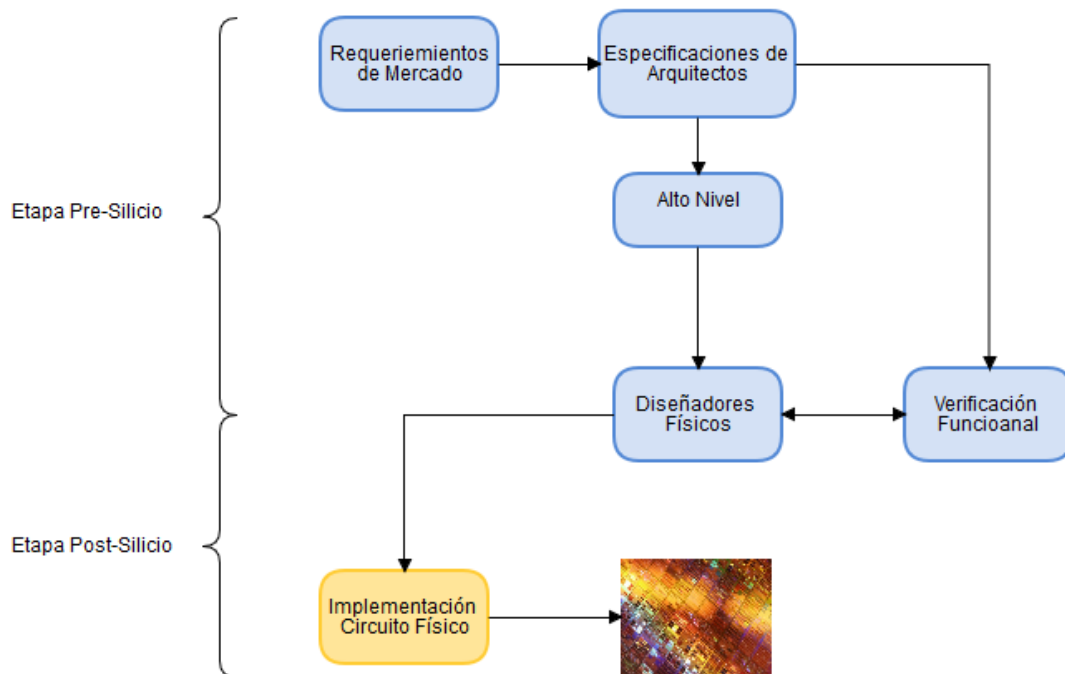 Requeriemientos
de Mercado
Especificaciones de
Arquitectos
Alto Nivel
Etapa Pre-Silicio
Diseñadores
Físicos
Verificación
Funcioanal
Etapa Post-Silicio
Implementación
Circuito Físico